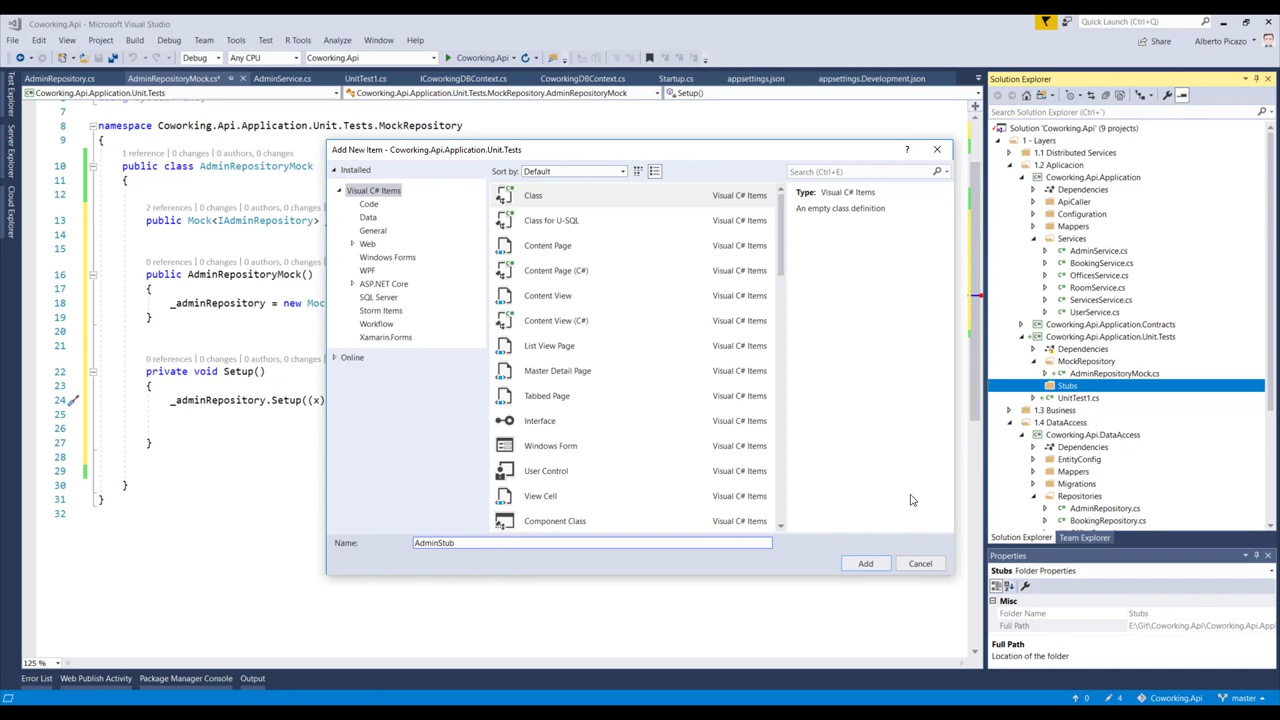 Coworking.Api - Microsoft Visual Studio
Quick Launch (Ctrl+Q)
File Edit View Project Build Debug Team Tools Test R Tools Analyze Window Help
Share Alberto Picazo
Debug Any CPU Coworking.Api Coworking.Api
AdminRepository.cs AdminRepositoryMock.cs* AdminService.cs UnitTest1.cs ICoworkingDBContext.cs CoworkingDBContext.cs Startup.cs appsettings.json appsettings.Development.json
Coworking.Api.Application.Unit.Tests Coworking.Api.Application.Unit.Tests.MockRepository.AdminRepositoryMock Setup()
Test Explorer
Server Explorer
Cloud Explorer
7
8 namespace Coworking.Api.Application.Unit.Tests.MockRepository
9 {
1 reference | 0 changes | 0 authors, 0 changes
10 public class AdminRepositoryMock
11 {
12
2 references | 0 changes | 0 authors, 0 changes
13 public Mock<IAdminRepository>
14
15
0 references | 0 changes | 0 authors, 0 changes
16 public AdminRepositoryMock()
17 {
18 _adminRepository = new Moc
19 }
20
21
0 references | 0 changes | 0 authors, 0 changes
22 private void Setup()
23 {
24 _adminRepository.Setup((x)
25
26
27 }
28
29
30 }
31 }
32
125 %
Add New Item - Coworking.Api.Application.Unit.Tests
?
Installed
Sort by: Default
Search (Ctrl+E)
Visual C# Items
Code
Data
General
Web
Windows Forms
WPF
ASP.NET Core
SQL Server
Storm Items
Workflow
Xamarin.Forms
Online
Class Visual C# Items
Class for U-SQL Visual C# Items
Content Page Visual C# Items
Content Page (C#) Visual C# Items
Content View Visual C# Items
Content View (C#) Visual C# Items
List View Page Visual C# Items
Master Detail Page Visual C# Items
Tabbed Page Visual C# Items
Interface Visual C# Items
Windows Form Visual C# Items
User Control Visual C# Items
View Cell Visual C# Items
Component Class Visual C# Items
Type: Visual C# Items
An empty class definition
Name: AdminStub
Add Cancel
Solution Explorer
Search Solution Explorer (Ctrl+')
Solution 'Coworking.Api' (9 projects)
1 - Layers
1.1 Distributed Services
1.2 Aplicacion
Coworking.Api.Application
Dependencies
ApiCaller
Configuration
Mappers
Services
AdminService.cs
BookingService.cs
OfficesService.cs
RoomService.cs
ServicesService.cs
UserService.cs
Coworking.Api.Application.Contracts
Coworking.Api.Application.Unit.Tests
Dependencies
MockRepository
AdminRepositoryMock.cs
Stubs
UnitTest1.cs
1.3 Business
1.4 DataAccess
Coworking.Api.DataAccess
Dependencies
EntityConfig
Mappers
Migrations
Repositories
AdminRepository.cs
BookingRepository.cs
Solution Explorer Team Explorer
Properties
Stubs Folder Properties
Misc
Folder Name Stubs
Full Path E:\Git\Coworking.Api\Coworking.Api.Appl
Full Path
Location of the folder
Error List Web Publish Activity Package Manager Console Output
0 4 Coworking.Api master